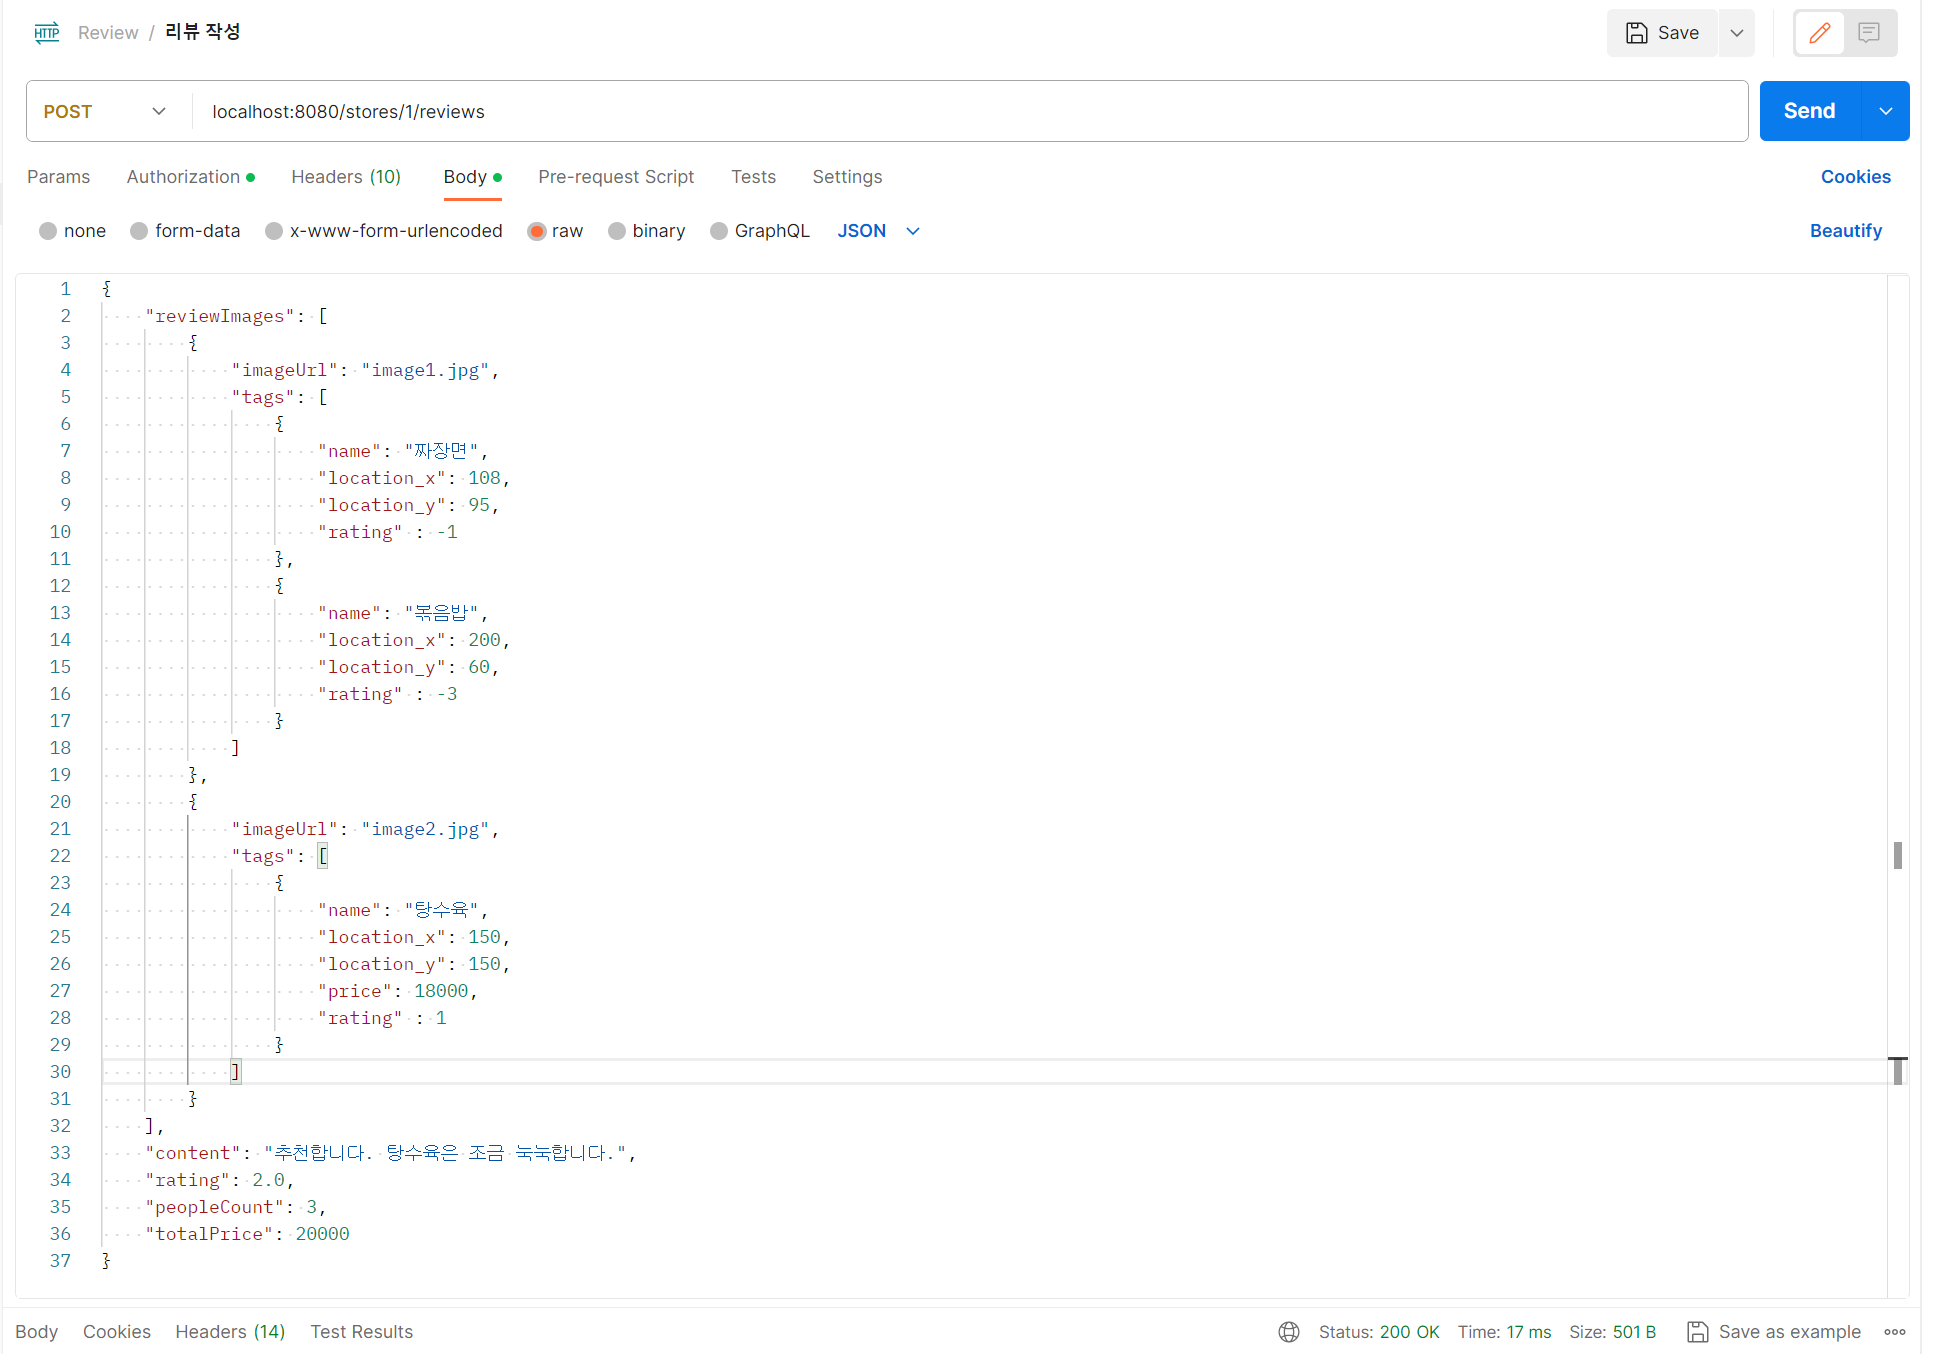 HTTP Review / 리뷰 작성 Save
POST localhost:8080/stores/1/reviews Send
Params Authorization Headers (10) Body Pre-request Script Tests Settings Cookies
none form-data x-www-form-urlencoded raw binary GraphQL JSON Beautify
1 {
2 "reviewImages": [
3 {
4 "imageUrl": "image1.jpg",
5 "tags": [
6 {
7 "name": "짜장면",
8 "location_x": 108,
9 "location_y": 95,
10 "rating" : -1
11 },
12 {
13 "name": "볶음밥",
14 "location_x": 200,
15 "location_y": 60,
16 "rating" : -3
17 }
18 ]
19 },
20 {
21 "imageUrl": "image2.jpg",
22 "tags": [
23 {
24 "name": "탕수육",
25 "location_x": 150,
26 "location_y": 150,
27 "price": 18000,
28 "rating" : 1
29 }
30 ]
31 }
32 ],
33 "content": "추천합니다. 탕수육은 조금 눅눅합니다.",
34 "rating": 2.0,
35 "peopleCount": 3,
36 "totalPrice": 20000
37 }
Body Cookies Headers (14) Test Results Status: 200 OK Time: 17 ms Size: 501 B Save as example